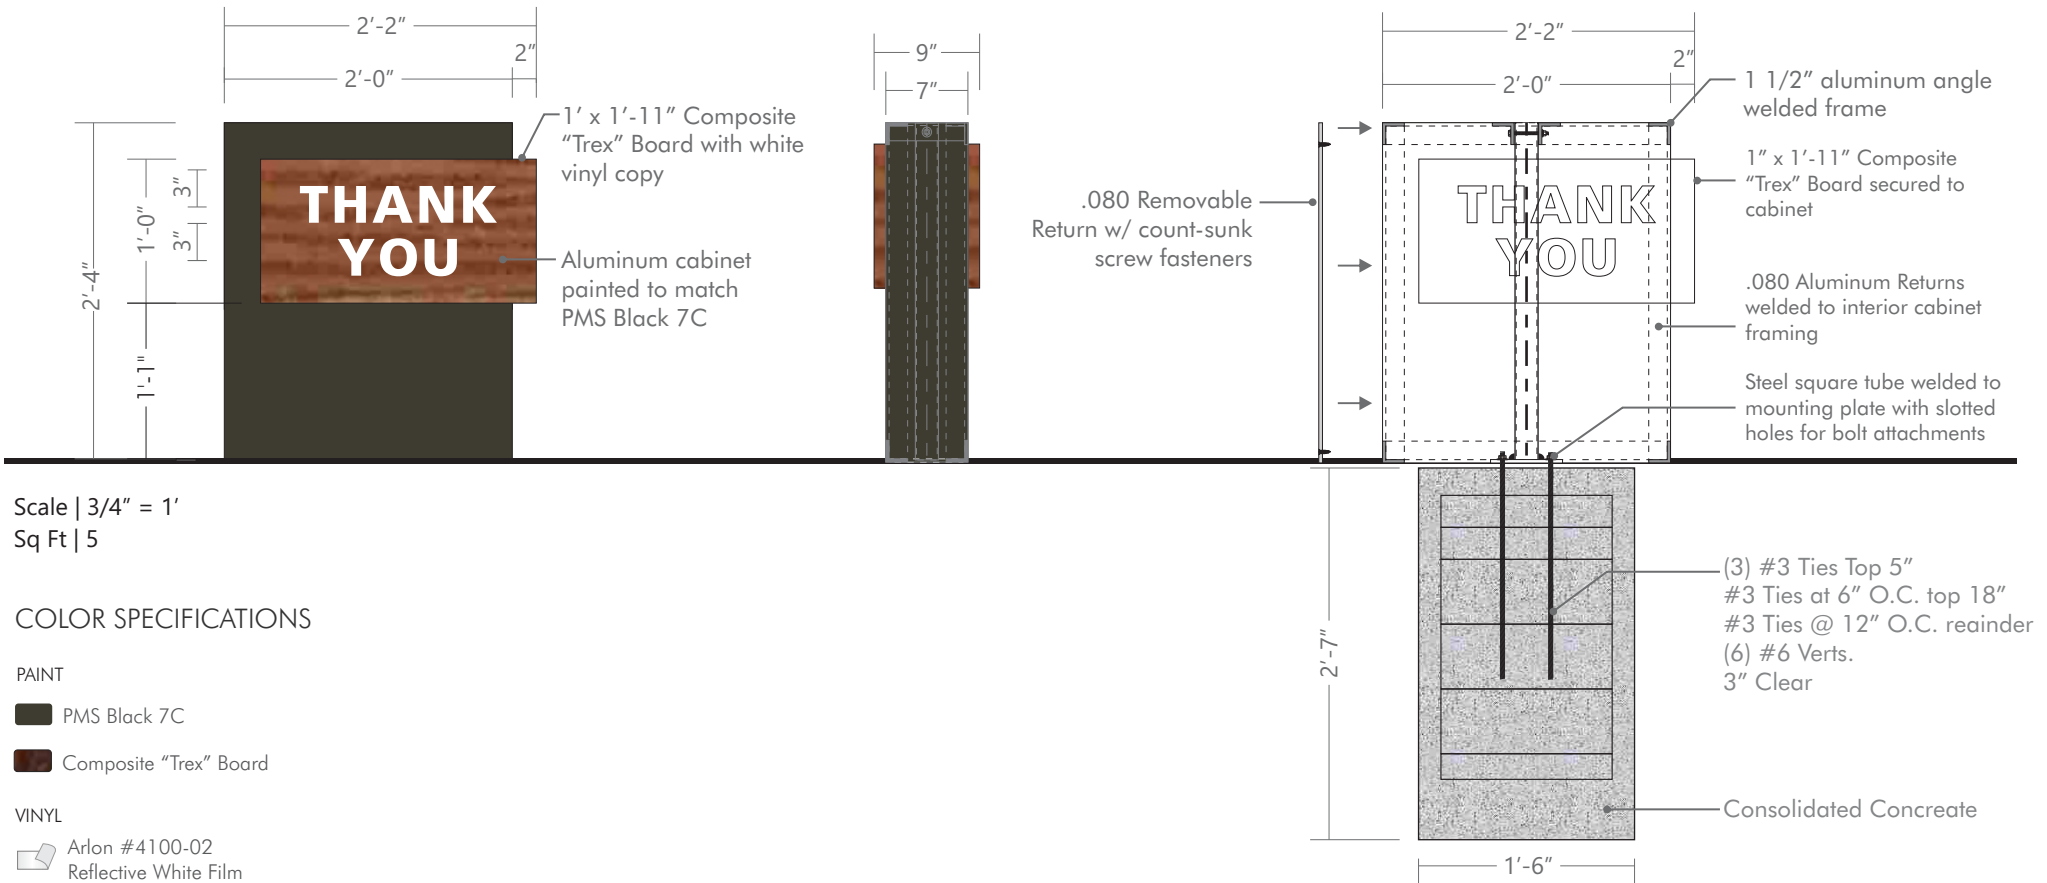 2’-2”
2’-0”
2”
2’-4”
1’-0”
3”
3”
1'-1"
THANK
YOU
1’ x 1’-11” Composite
“Trex” Board with white
vinyl copy
Aluminum cabinet
painted to match
PMS Black 7C
9”
7”
2’-2”
2’-0”
2”
.080 Removable
Return w/ count-sunk
screw fasteners
THANK
YOU
1 1/2” aluminum angle
welded frame
1” x 1’-11” Composite
“Trex” Board secured to
cabinet
.080 Aluminum Returns
welded to interior cabinet
framing
Steel square tube welded to
mounting plate with slotted
holes for bolt attachments
2’-7”
(3) #3 Ties Top 5”
#3 Ties at 6” O.C. top 18”
#3 Ties @ 12” O.C. reainder
(6) #6 Verts.
3” Clear
Consolidated Concreate
1’-6”
Scale | 3/4” = 1’
Sq Ft | 5
COLOR SPECIFICATIONS
PAINT
PMS Black 7C
Composite “Trex” Board
VINYL
Arlon #4100-02
Reflective White Film